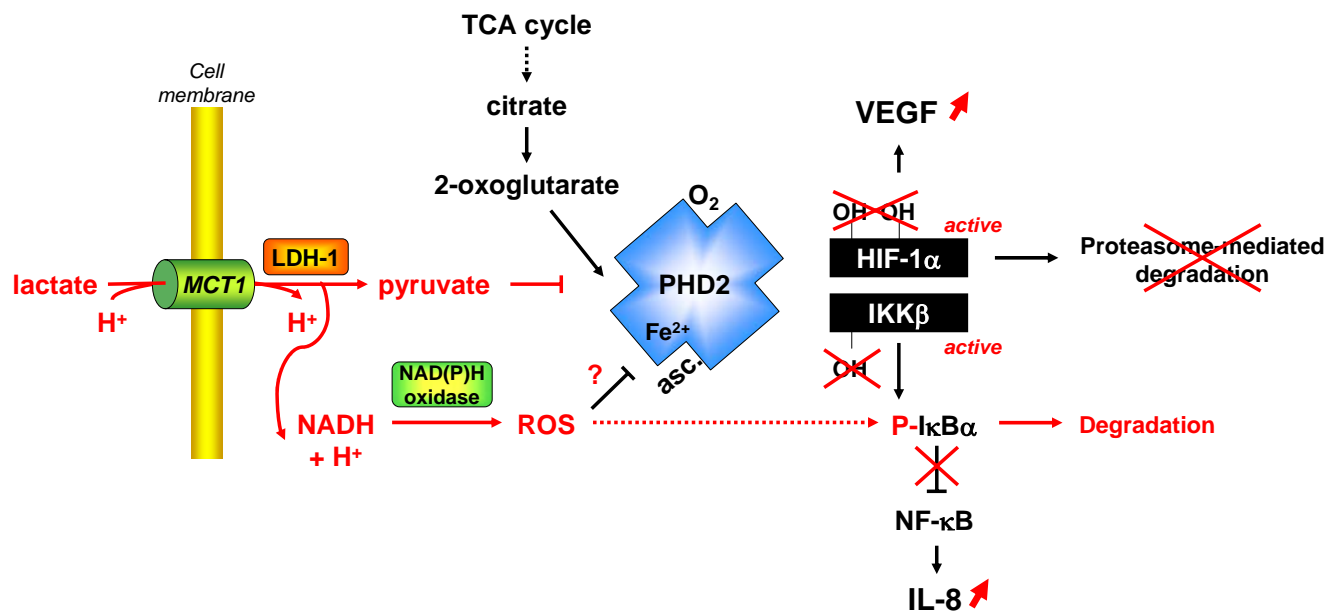 TCA cycle
Cell
membrane
citrate
VEGF
2-oxoglutarate
O₂
OH OH
active
LDH-1
HIF-1α
Proteasome-mediated
degradation
lactate
MCT1
pyruvate
PHD2
H⁺
H⁺
IKKβ
Fe²⁺
active
asc.
OH
?
NAD(P)H
oxidase
NADH
+ H⁺
ROS
P-IκBα
Degradation
NF-κB
IL-8